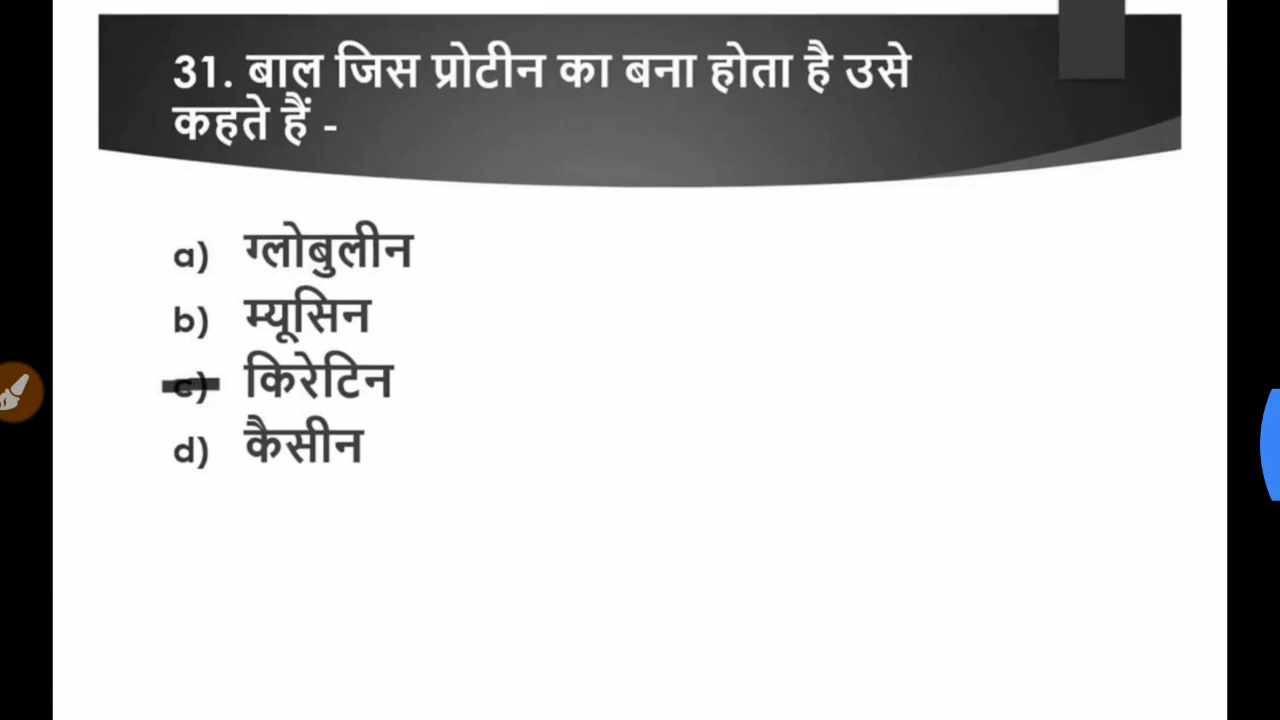 31. बाल जिस प्रोटीन का बना होता है उसे
कहते हैं -
a) ग्लोबुलीन
b) म्यूसिन
c) किरेटिन
d) कैसीन